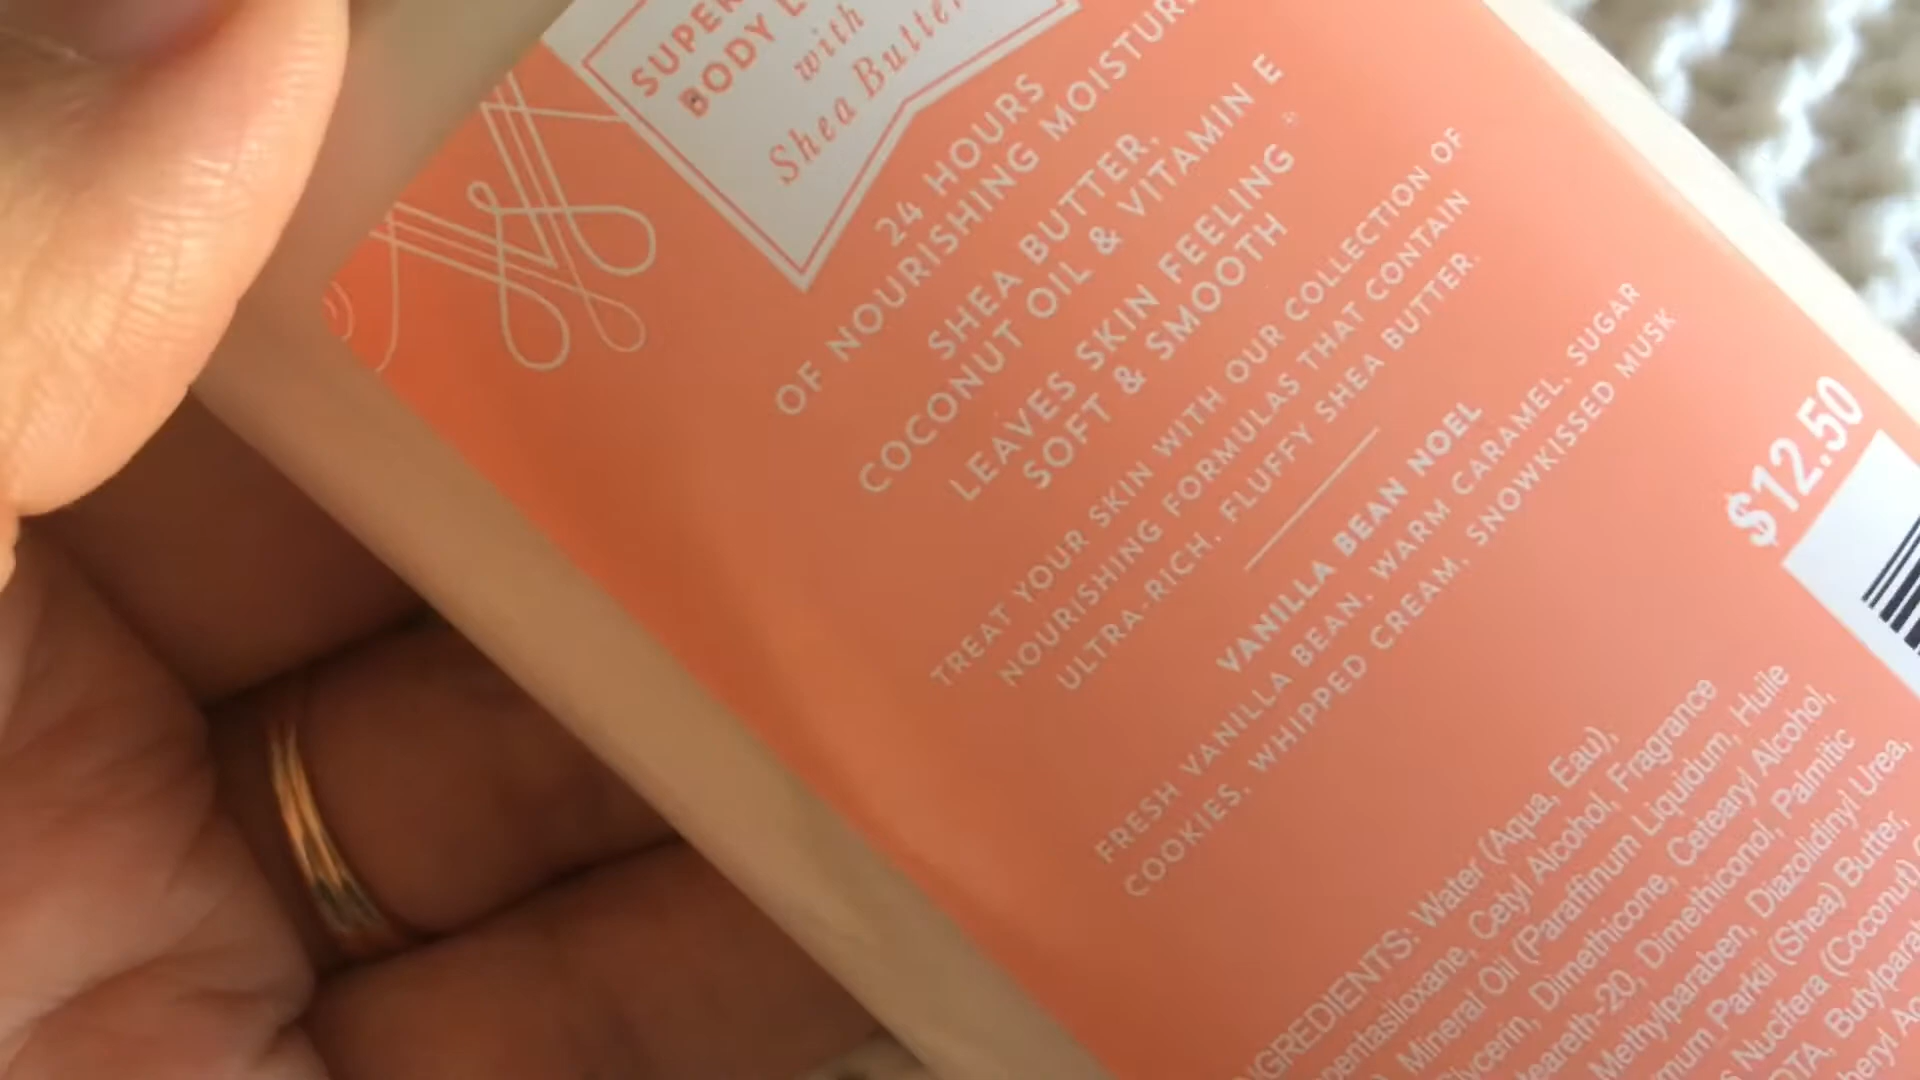 SUPER
BODY
with
Shea Butter
24 HOURS
OF NOURISHING MOISTURE
SHEA BUTTER,
COCONUT OIL & VITAMIN E
LEAVES SKIN FEELING
SOFT & SMOOTH
TREAT YOUR SKIN WITH OUR COLLECTION OF
NOURISHING FORMULAS THAT CONTAIN
ULTRA-RICH, FLUFFY SHEA BUTTER.
VANILLA BEAN NOEL
FRESH VANILLA BEAN, WARM CARAMEL, SUGAR
COOKIES, WHIPPED CREAM, SNOWKISSED MUSK
$12.50
INGREDIENTS: Water (Aqua, Eau),
Cetyl Alcohol, Fragrance
Mineral Oil (Paraffinum Liquidum, Huile
Glycerin, Dimethicone, Cetearyl Alcohol,
Steareth-20, Dimethiconol, Palmitic
Methylparaben, Diazolidinyl Urea,
Parkii (Shea) Butter,
Nucifera (Coconut)